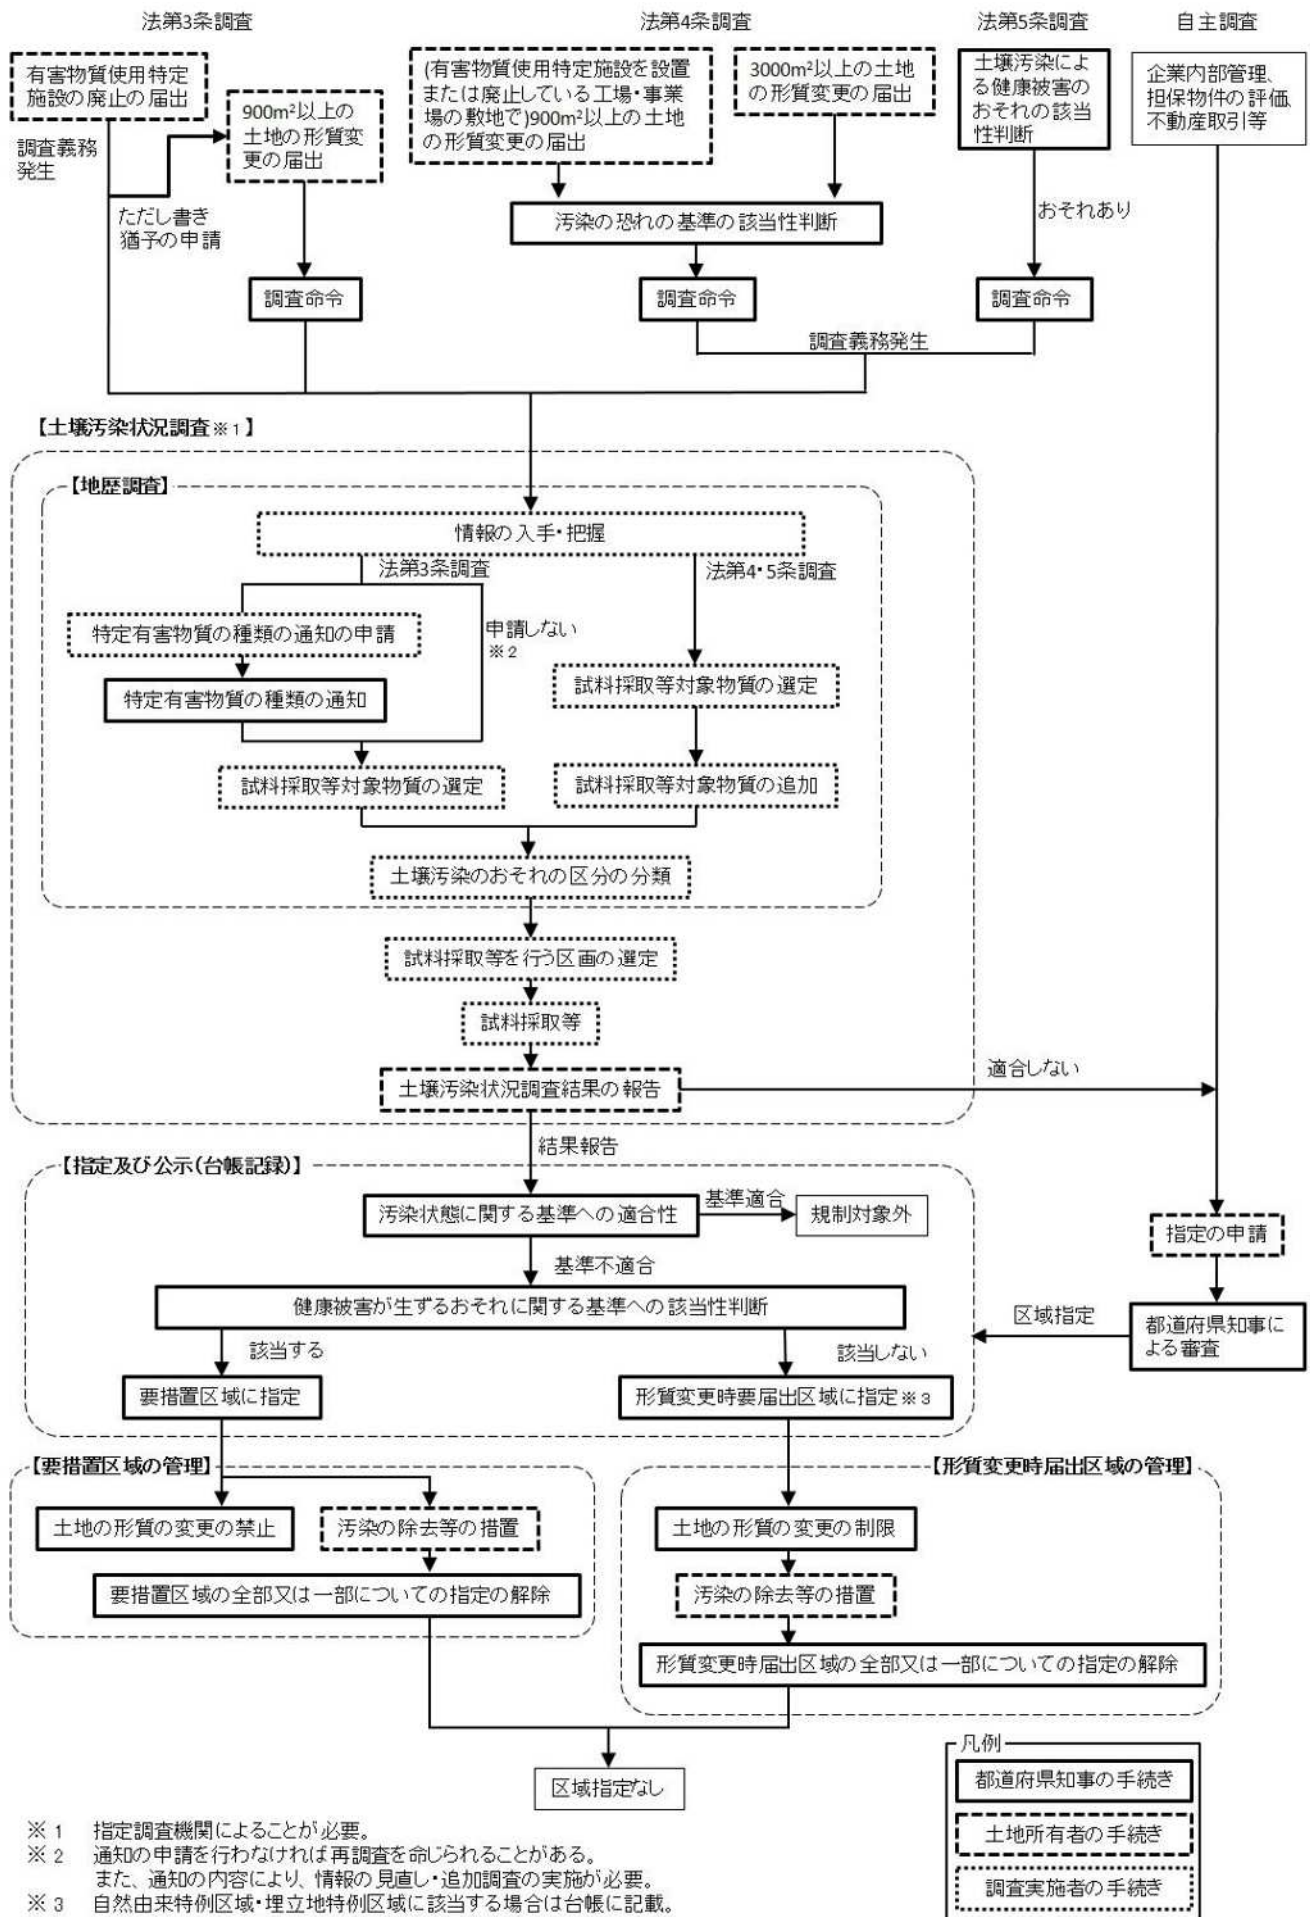 法第3条調査
法第4条調査
法第5条調査
自主調査
有害物質使用特定
施設の廃止の届出
900m²以上の
土地の形質変
更の届出
(有害物質使用特定施設を設置
または廃止している工場・事業
場の敷地で)900m²以上の土地
の形質変更の届出
3000m²以上の土地
の形質変更の届出
土壌汚染によ
る健康被害の
おそれの該当
性判断
企業内部管理、
担保物件の評価、
不動産取引等
調査義務
発生
ただし書き
猶予の申請
汚染の恐れの基準の該当性判断
おそれあり
調査命令
調査命令
調査命令
調査義務発生
【土壌汚染状況調査※1】
【地歴調査】
情報の入手・把握
法第3条調査
法第4・5条調査
特定有害物質の種類の通知の申請
申請しない
※2
特定有害物質の種類の通知
試料採取等対象物質の選定
試料採取等対象物質の選定
試料採取等対象物質の追加
土壌汚染のおそれの区分の分類
試料採取等を行う区画の選定
試料採取等
土壌汚染状況調査結果の報告
適合しない
結果報告
【指定及び公示(台帳記録)】
汚染状態に関する基準への適合性
基準適合
規制対象外
指定の申請
基準不適合
健康被害が生ずるおそれに関する基準への該当性判断
区域指定
都道府県知事に
よる審査
該当する
該当しない
要措置区域に指定
形質変更時要届出区域に指定※3
【要措置区域の管理】
【形質変更時届出区域の管理】
土地の形質の変更の禁止
汚染の除去等の措置
土地の形質の変更の制限
要措置区域の全部又は一部についての指定の解除
汚染の除去等の措置
形質変更時届出区域の全部又は一部についての指定の解除
区域指定なし
凡例
都道府県知事の手続き
土地所有者の手続き
調査実施者の手続き
※1 指定調査機関によることが必要。
※2 通知の申請を行わなければ再調査を命じられることがある。
また、通知の内容により、情報の見直し・追加調査の実施が必要。
※3 自然由来特例区域・埋立地特例区域に該当する場合は台帳に記載。